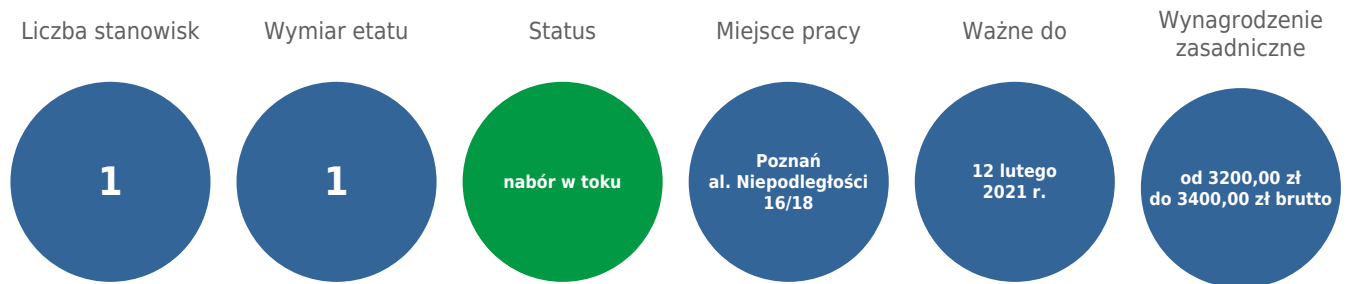 Liczba stanowisk
Wymiar etatu
Status
Miejsce pracy
Ważne do
Wynagrodzenie
zasadniczne
1
1
nabór w toku
Poznań
al. Niepodległości
16/18
12 lutego
2021 r.
od 3200,00 zł
do 3400,00 zł brutto